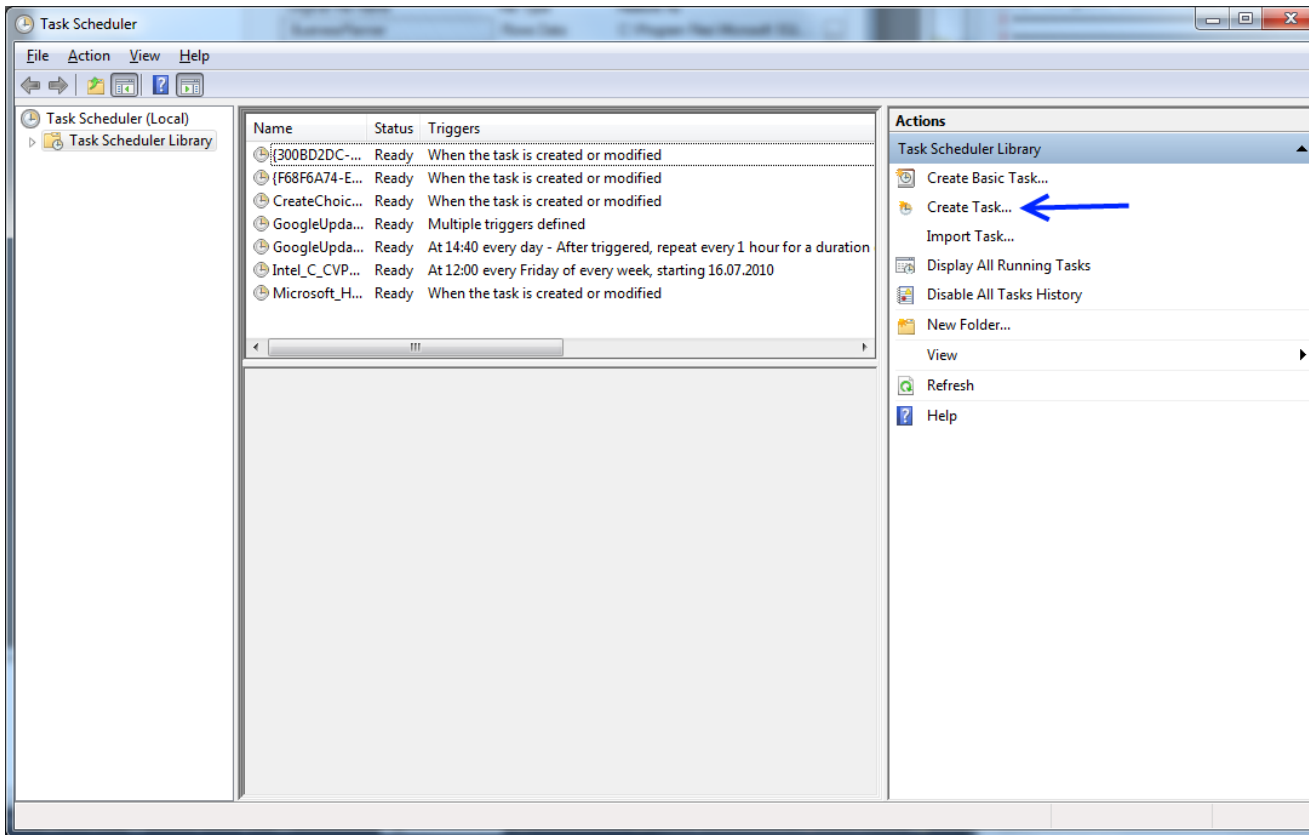 Task Scheduler
File Action View Help
Task Scheduler (Local)
Task Scheduler Library
Name Status Triggers
{300BD2DC-... Ready When the task is created or modified
{F68F6A74-E... Ready When the task is created or modified
CreateChoic... Ready When the task is created or modified
GoogleUpda... Ready Multiple triggers defined
GoogleUpda... Ready At 14:40 every day - After triggered, repeat every 1 hour for a duration
Intel_C_CVP... Ready At 12:00 every Friday of every week, starting 16.07.2010
Microsoft_H... Ready When the task is created or modified
Actions
Task Scheduler Library
Create Basic Task...
Create Task...
Import Task...
Display All Running Tasks
Disable All Tasks History
New Folder...
View
Refresh
Help